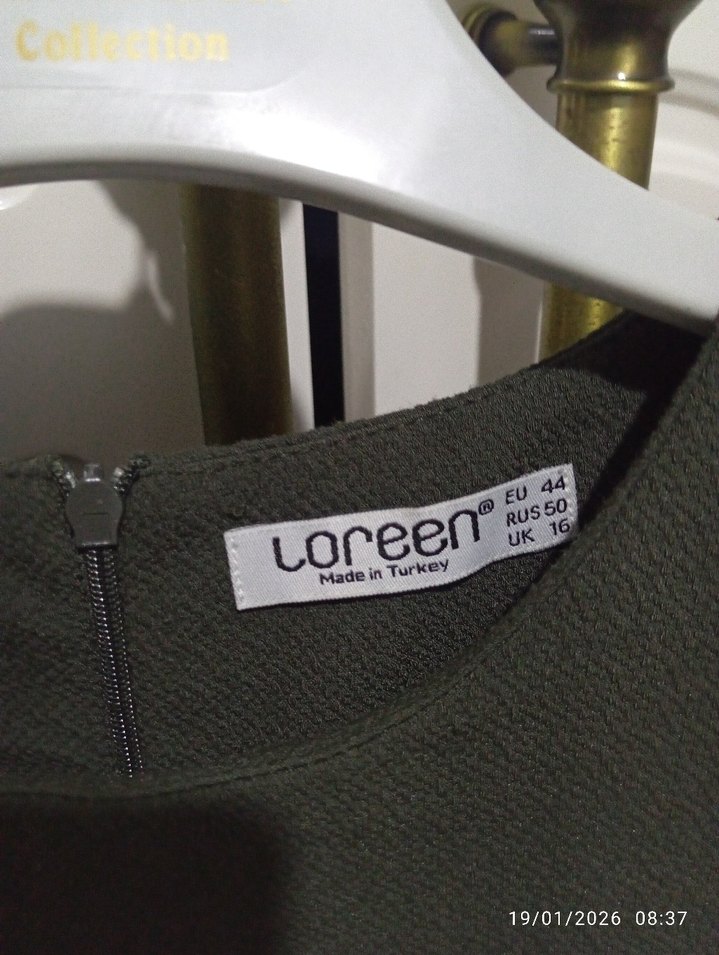 Collection
Loreen®
Made in Turkey
EU 44
RUS 50
UK 16
19/01/2026 08:37